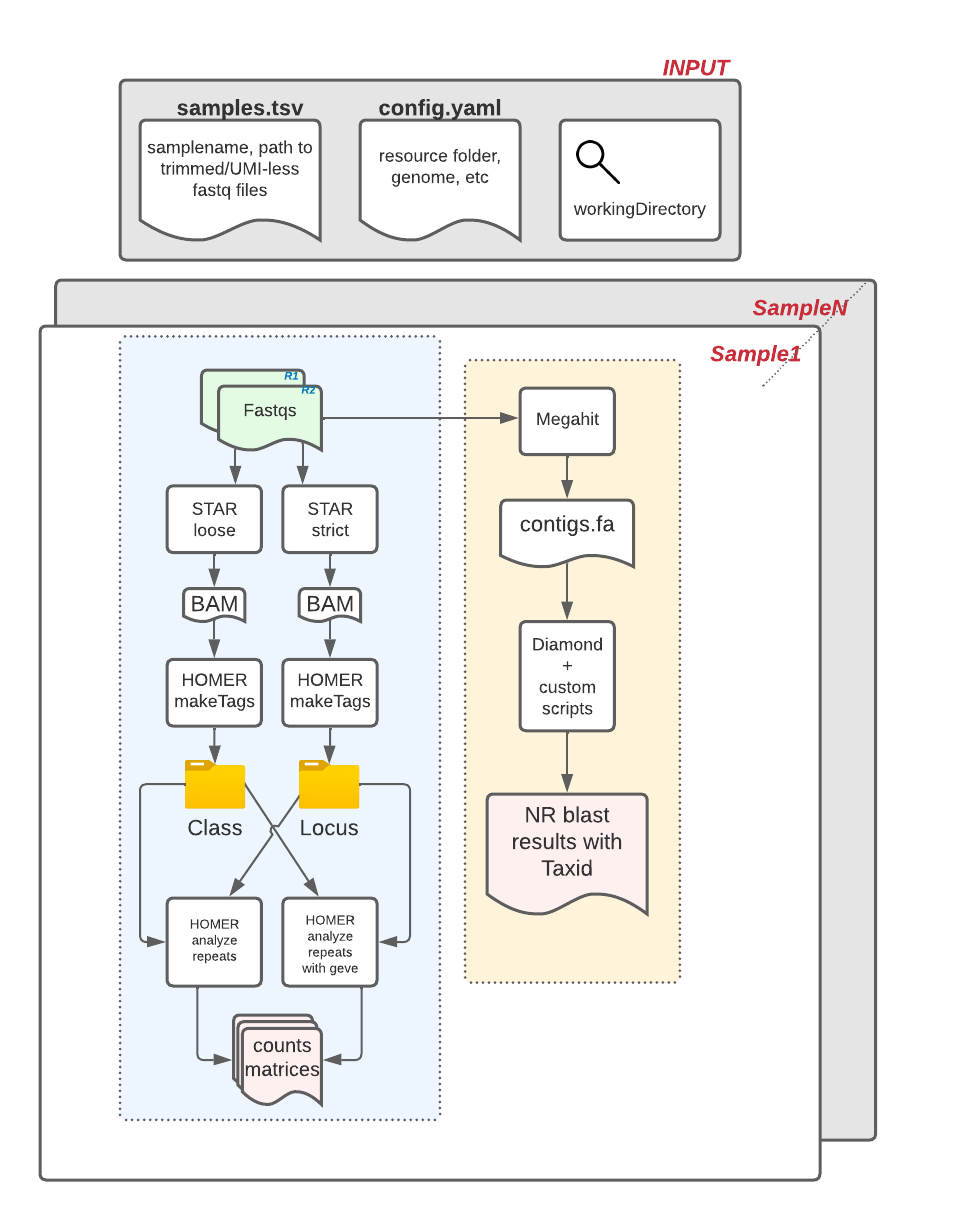 INPUT
samples.tsv
samplename, path to
trimmed/UMI-less
fastq files
config.yaml
resource folder,
genome, etc
workingDirectory
SampleN
Sample1
R1
R2
Fastqs
STAR
loose
STAR
strict
BAM
BAM
HOMER
makeTags
HOMER
makeTags
Class
Locus
HOMER
analyze
repeats
HOMER
analyze
repeats
with geve
counts
matrices
Megahit
contigs.fa
Diamond
+
custom
scripts
NR blast
results with
Taxid